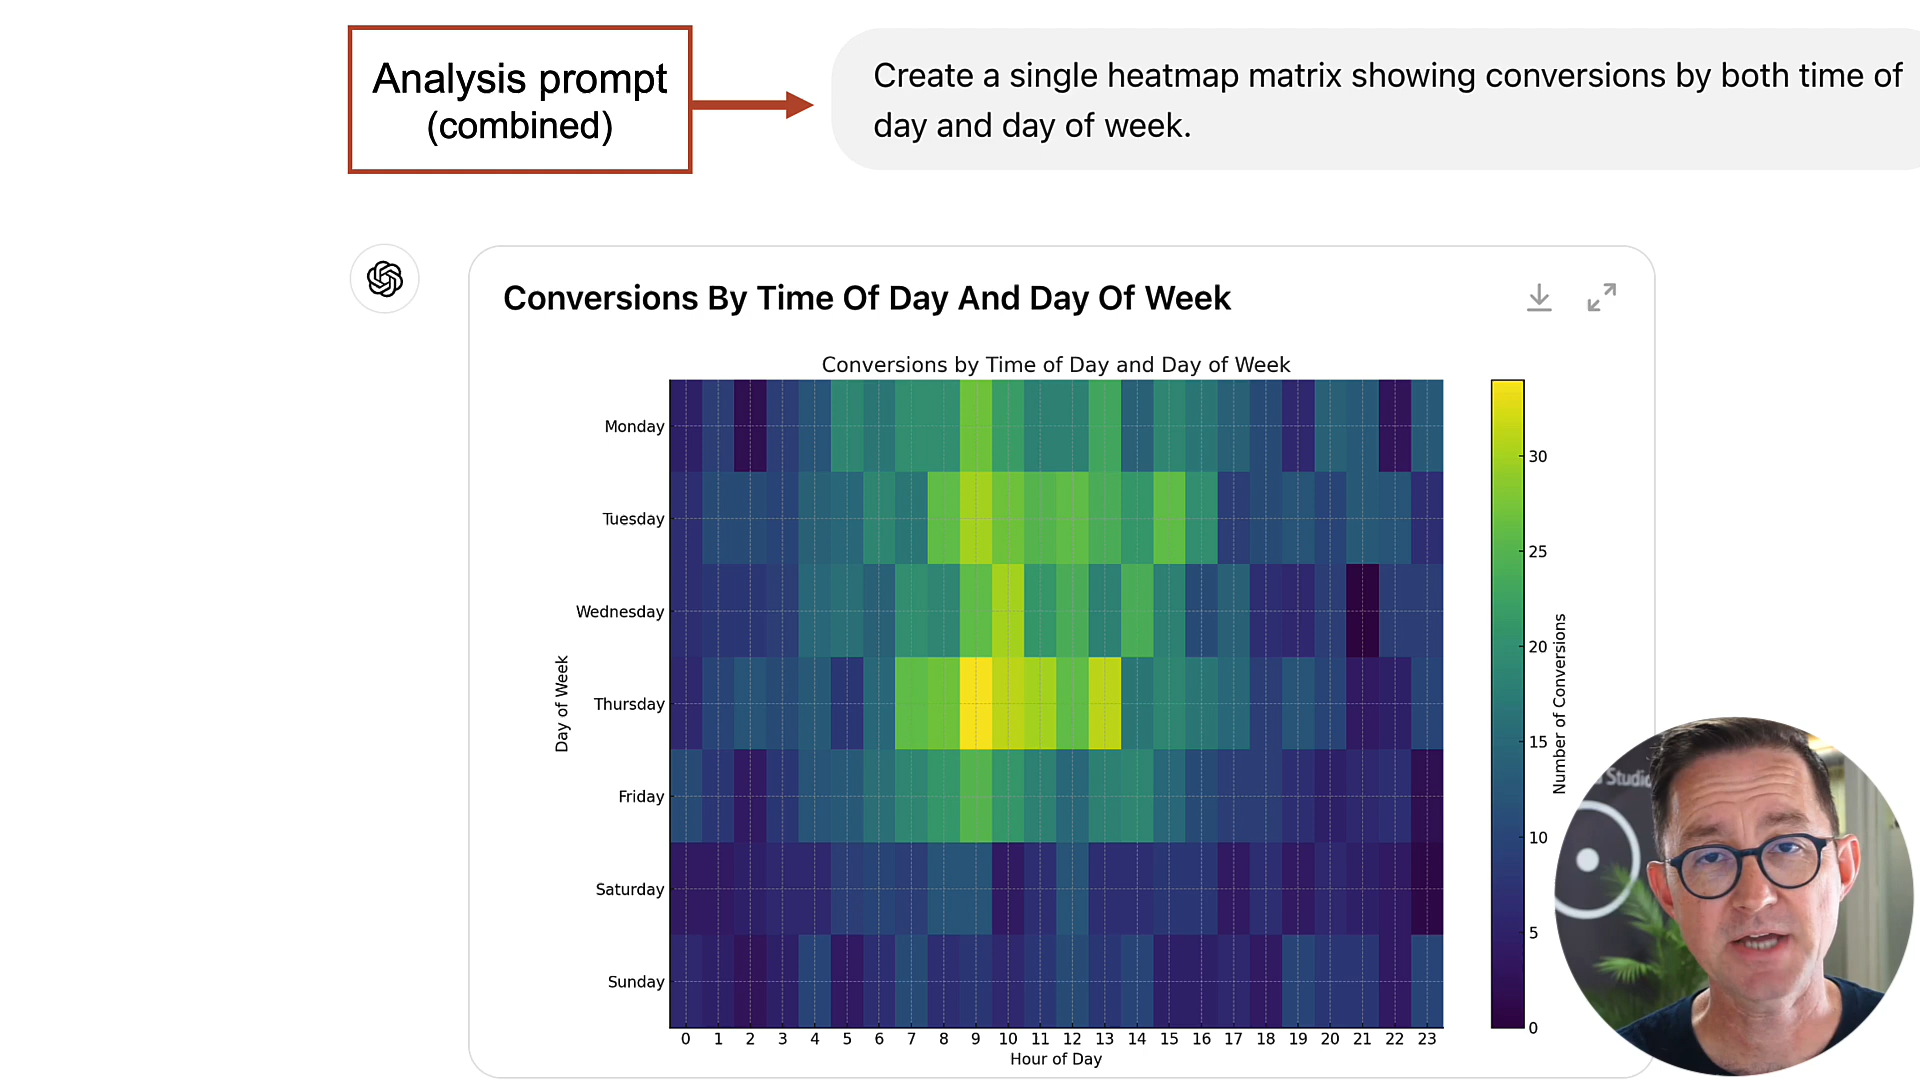 Analysis prompt
(combined)
Create a single heatmap matrix showing conversions by both time of
day and day of week.
Conversions By Time Of Day And Day Of Week
Conversions by Time of Day and Day of Week
Monday
Tuesday
Wednesday
Thursday
Friday
Saturday
Sunday
Day of Week
0 1 2 3 4 5 6 7 8 9 10 11 12 13 14 15 16 17 18 19 20 21 22 23
Hour of Day
30
25
20
15
10
5
0
Number of Conversions
Studio